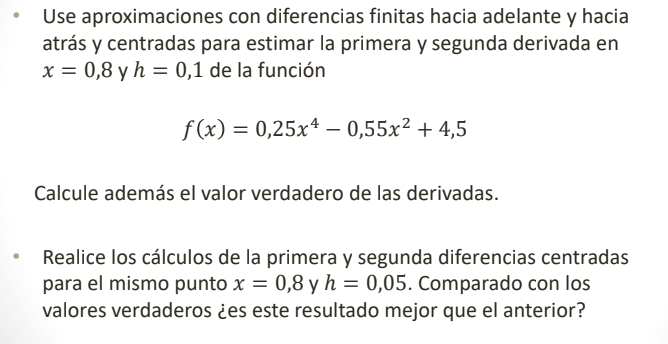 • Use aproximaciones con diferencias finitas hacia adelante y hacia
atrás y centradas para estimar la primera y segunda derivada en
x = 0,8 y h = 0,1 de la función
f(x) = 0,25x⁴ − 0,55x² + 4,5
Calcule además el valor verdadero de las derivadas.
• Realice los cálculos de la primera y segunda diferencias centradas
para el mismo punto x = 0,8 y h = 0,05. Comparado con los
valores verdaderos ¿es este resultado mejor que el anterior?